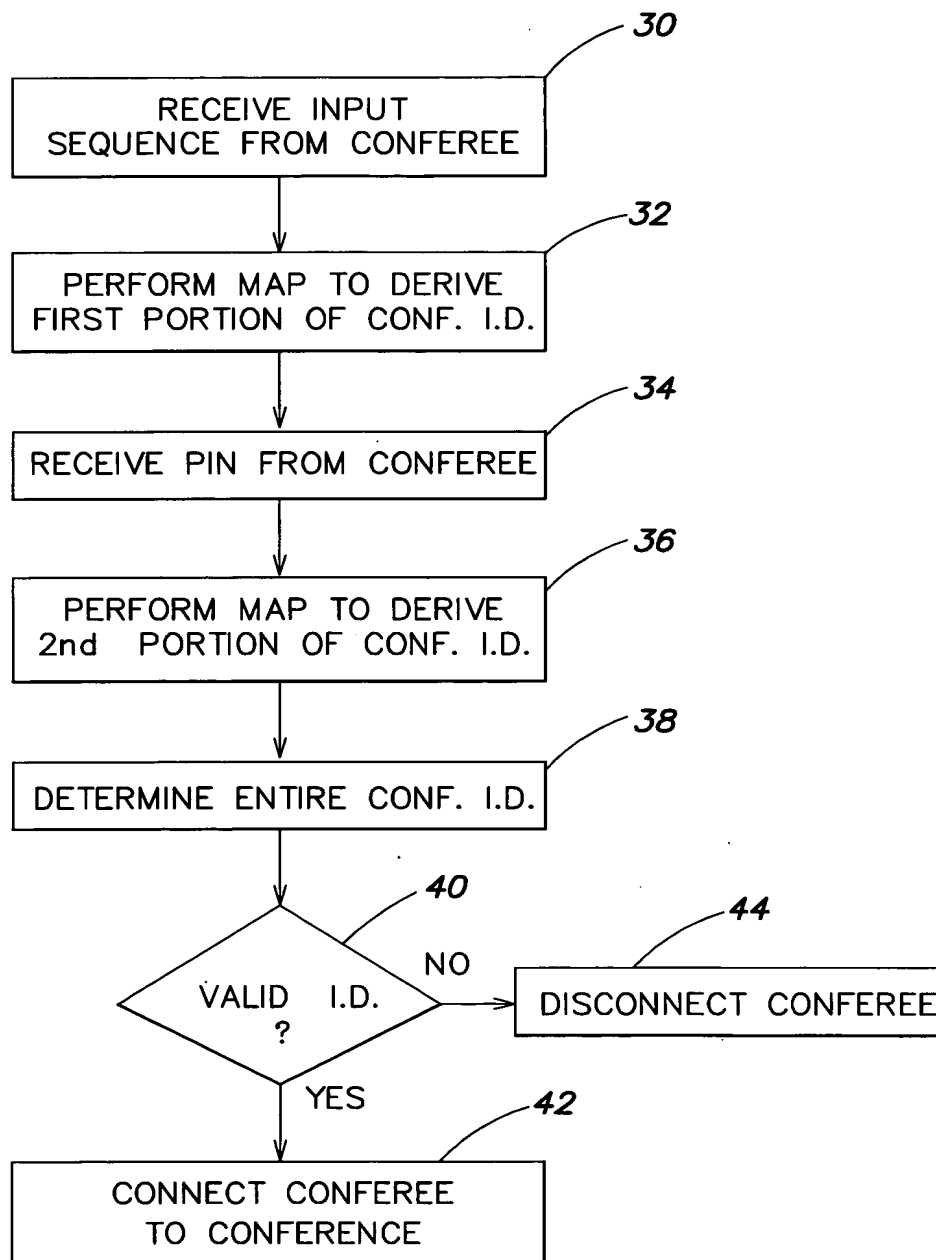 30
RECEIVE INPUT
SEQUENCE FROM CONFEREE
32
PERFORM MAP TO DERIVE
FIRST PORTION OF CONF. I.D.
34
RECEIVE PIN FROM CONFEREE
36
PERFORM MAP TO DERIVE
2nd PORTION OF CONF. I.D.
38
DETERMINE ENTIRE CONF. I.D.
40
VALID I.D.
?
NO
44
DISCONNECT CONFEREE
YES
42
CONNECT CONFEREE
TO CONFERENCE